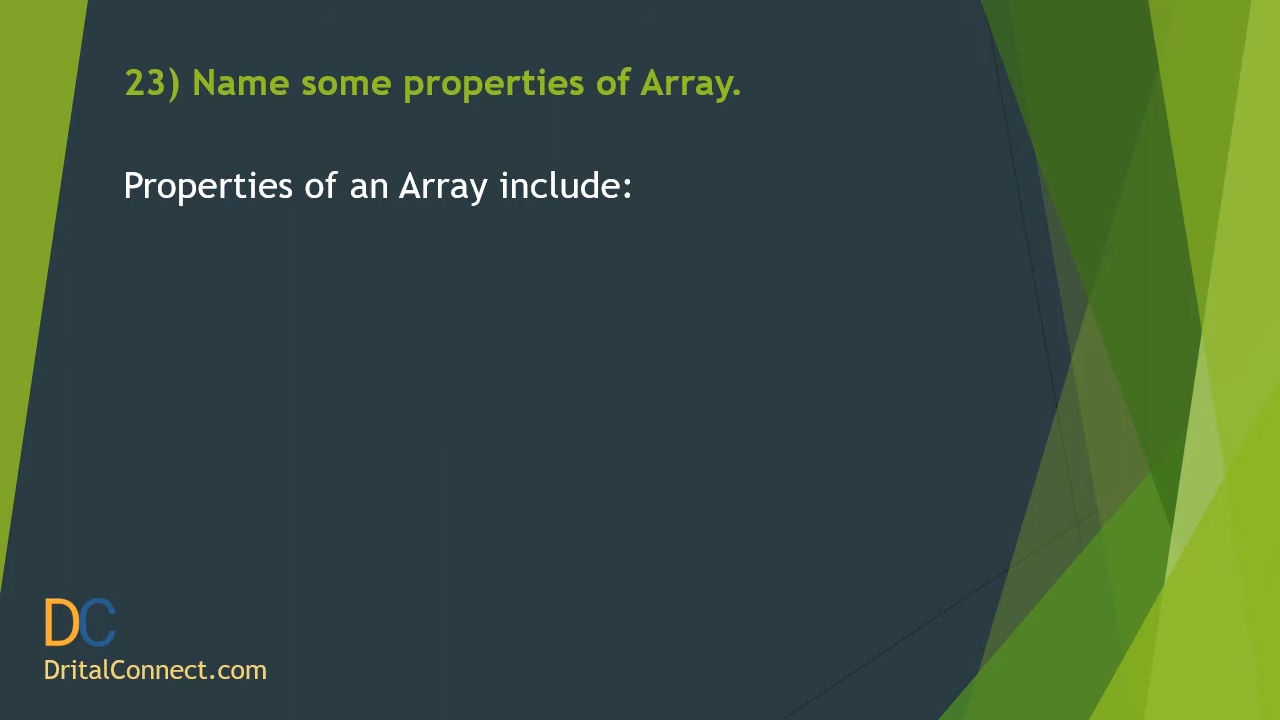 23) Name some properties of Array.
Properties of an Array include:
DC
DritalConnect.com